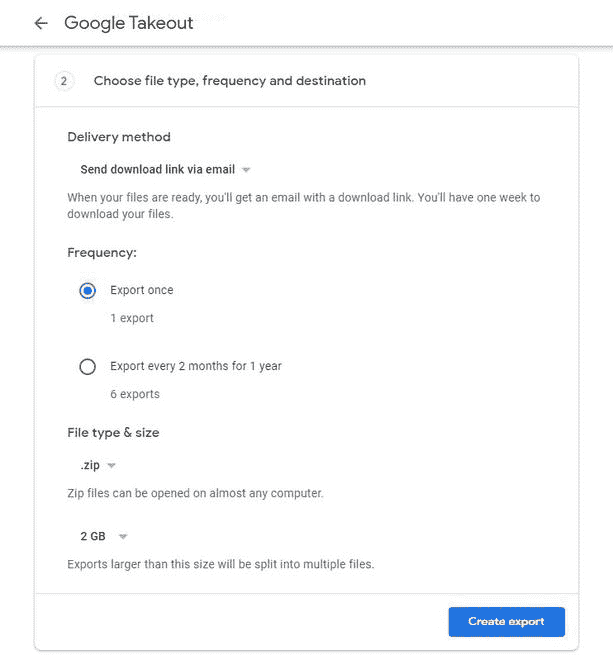 Google Takeout
2 Choose file type, frequency and destination
Delivery method
Send download link via email
When your files are ready, you'll get an email with a download link. You'll have one week to
download your files.
Frequency:
Export once
1 export
Export every 2 months for 1 year
6 exports
File type & size
.zip
Zip files can be opened on almost any computer.
2 GB
Exports larger than this size will be split into multiple files.
Create export